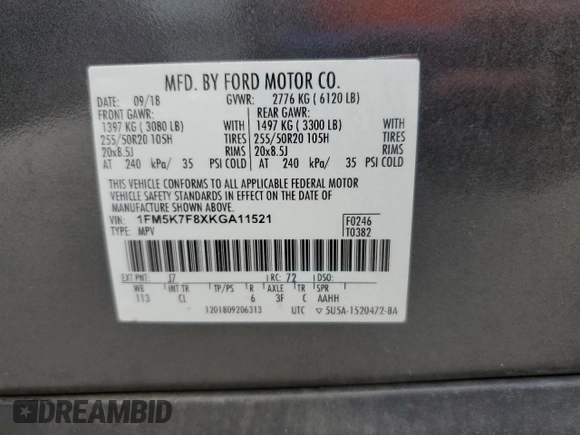 MFD. BY FORD MOTOR CO.
DATE: 09/18 GVWR: 2776 KG ( 6120 LB)
FRONT GAWR: REAR GAWR:
1397 KG ( 3080 LB) WITH 1497 KG ( 3300 LB) WITH
255/50R20 105H TIRES 255/50R20 105H TIRES
20x8.5J RIMS 20x8.5J RIMS
AT 240 kPa/ 35 PSI COLD AT 240 kPa/ 35 PSI COLD
THIS VEHICLE CONFORMS TO ALL APPLICABLE FEDERAL MOTOR
VEHICLE SAFETY STANDARDS IN EFFECT ON THE DATE OF
MANUFACTURE SHOWN ABOVE.
VIN: 1FM5K7F8XKGA11521 F0246
TYPE: MPV T0382
EXT PNT: J7 RC: 72 DSO:
WB INT TR TP/PS R AXLE TR SPR
113 CL 6 3F C AAHH
1201809206313 UTC ▽ 5U5A-1520472-BA
DREAMBID